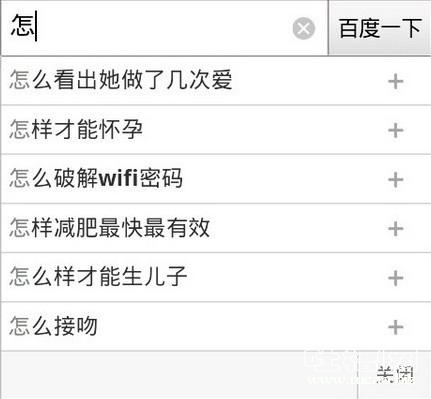 怎
百度一下
怎么看出她做了几次爱
怎样才能怀孕
怎么破解wifi密码
怎样减肥最快最有效
怎么样才能生儿子
怎么接吻
关闭